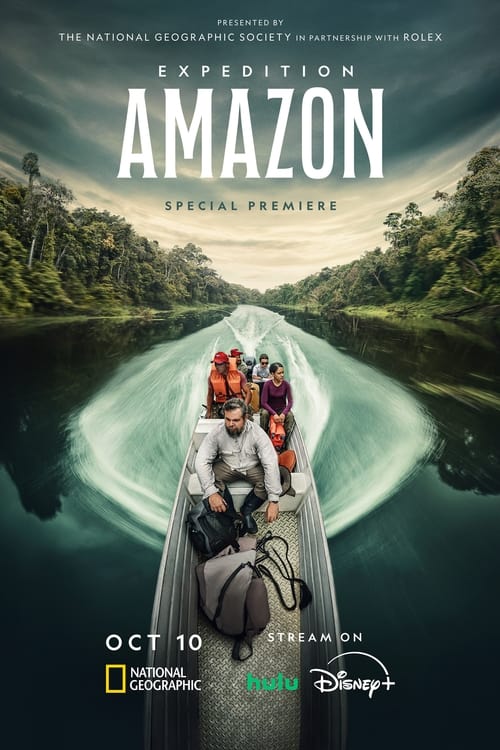 PRESENTED BY
THE NATIONAL GEOGRAPHIC SOCIETY IN PARTNERSHIP WITH ROLEX
EXPEDITION
AMAZON
SPECIAL PREMIERE
OCT 10
NATIONAL
GEOGRAPHIC
STREAM ON
hulu
Disney+